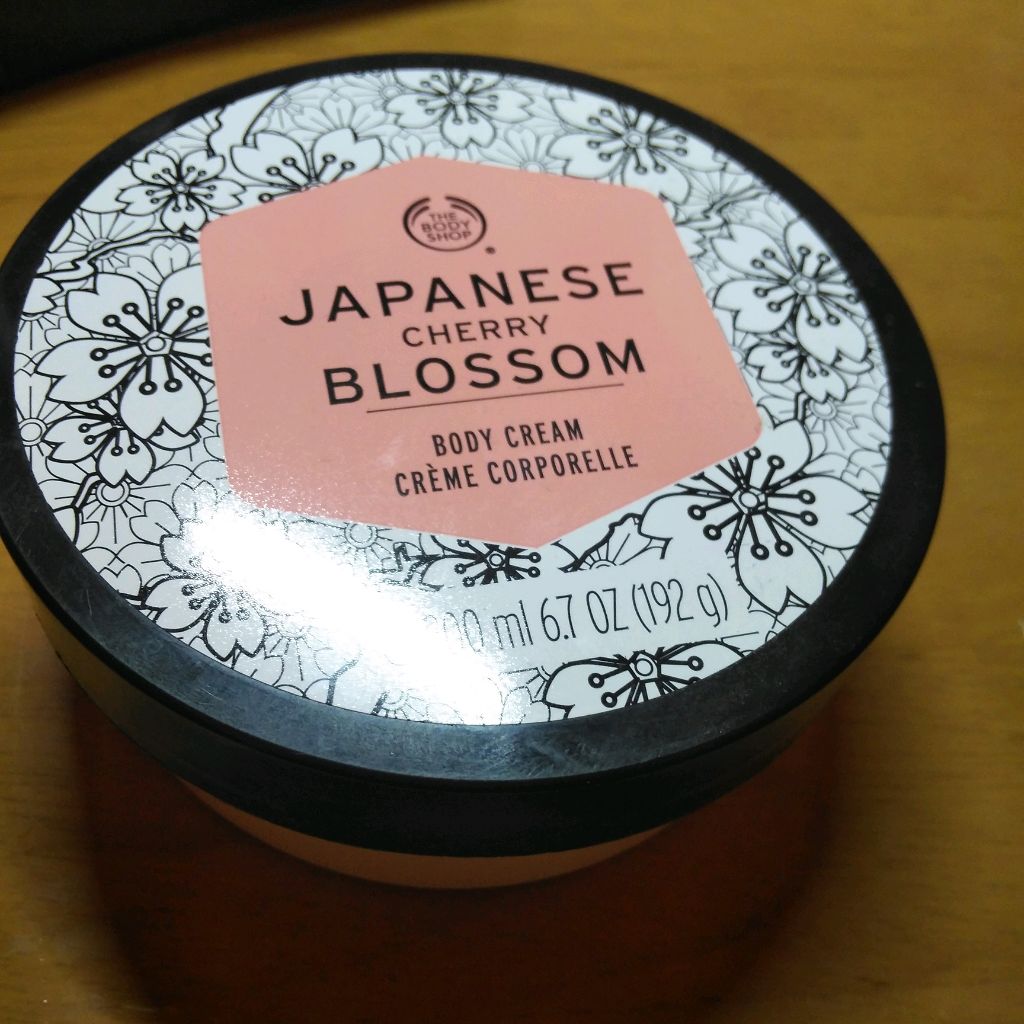 THE
BODY
SHOP
JAPANESE
CHERRY
BLOSSOM
BODY CREAM
CRÈME CORPORELLE
ml 6.7 OZ (192 g)